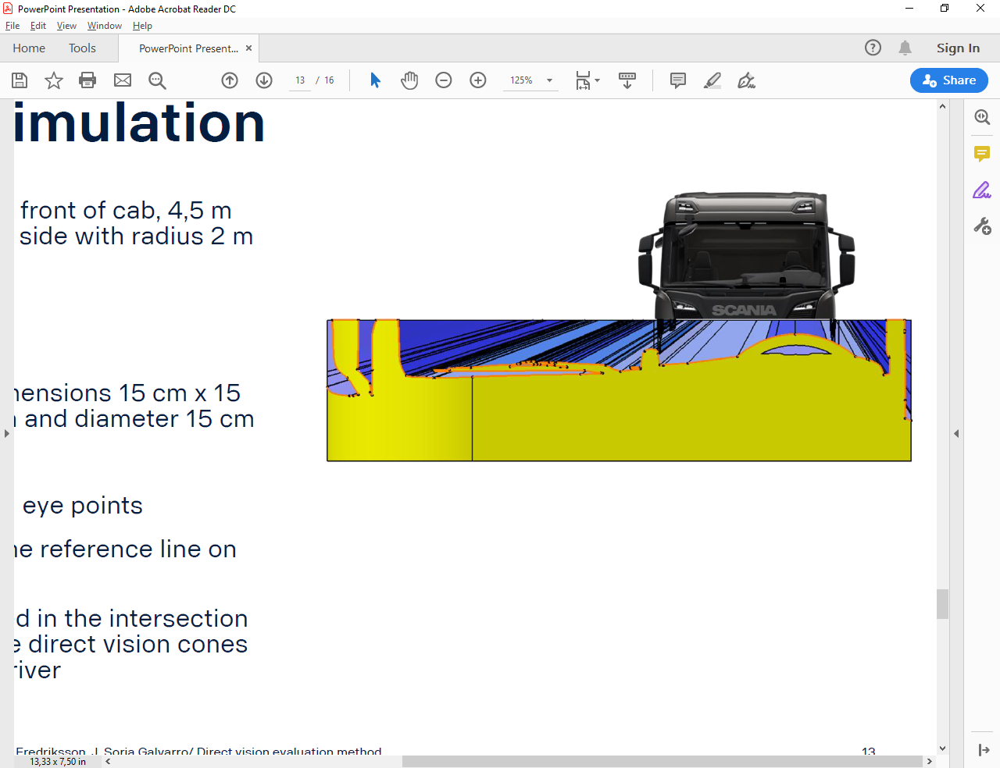 PowerPoint Presentation - Adobe Acrobat Reader DC
File Edit View Window Help
Home Tools PowerPoint Present... Sign In
13 / 16 125% Share
imulation
front of cab, 4,5 m
side with radius 2 m
SCANIA
mensions 15 cm x 15
and diameter 15 cm
eye points
he reference line on
d in the intersection
e direct vision cones
river
Fredriksson, J. Soria Galvarro/ Direct vision evaluation method
13
13,33 x 7,50 in